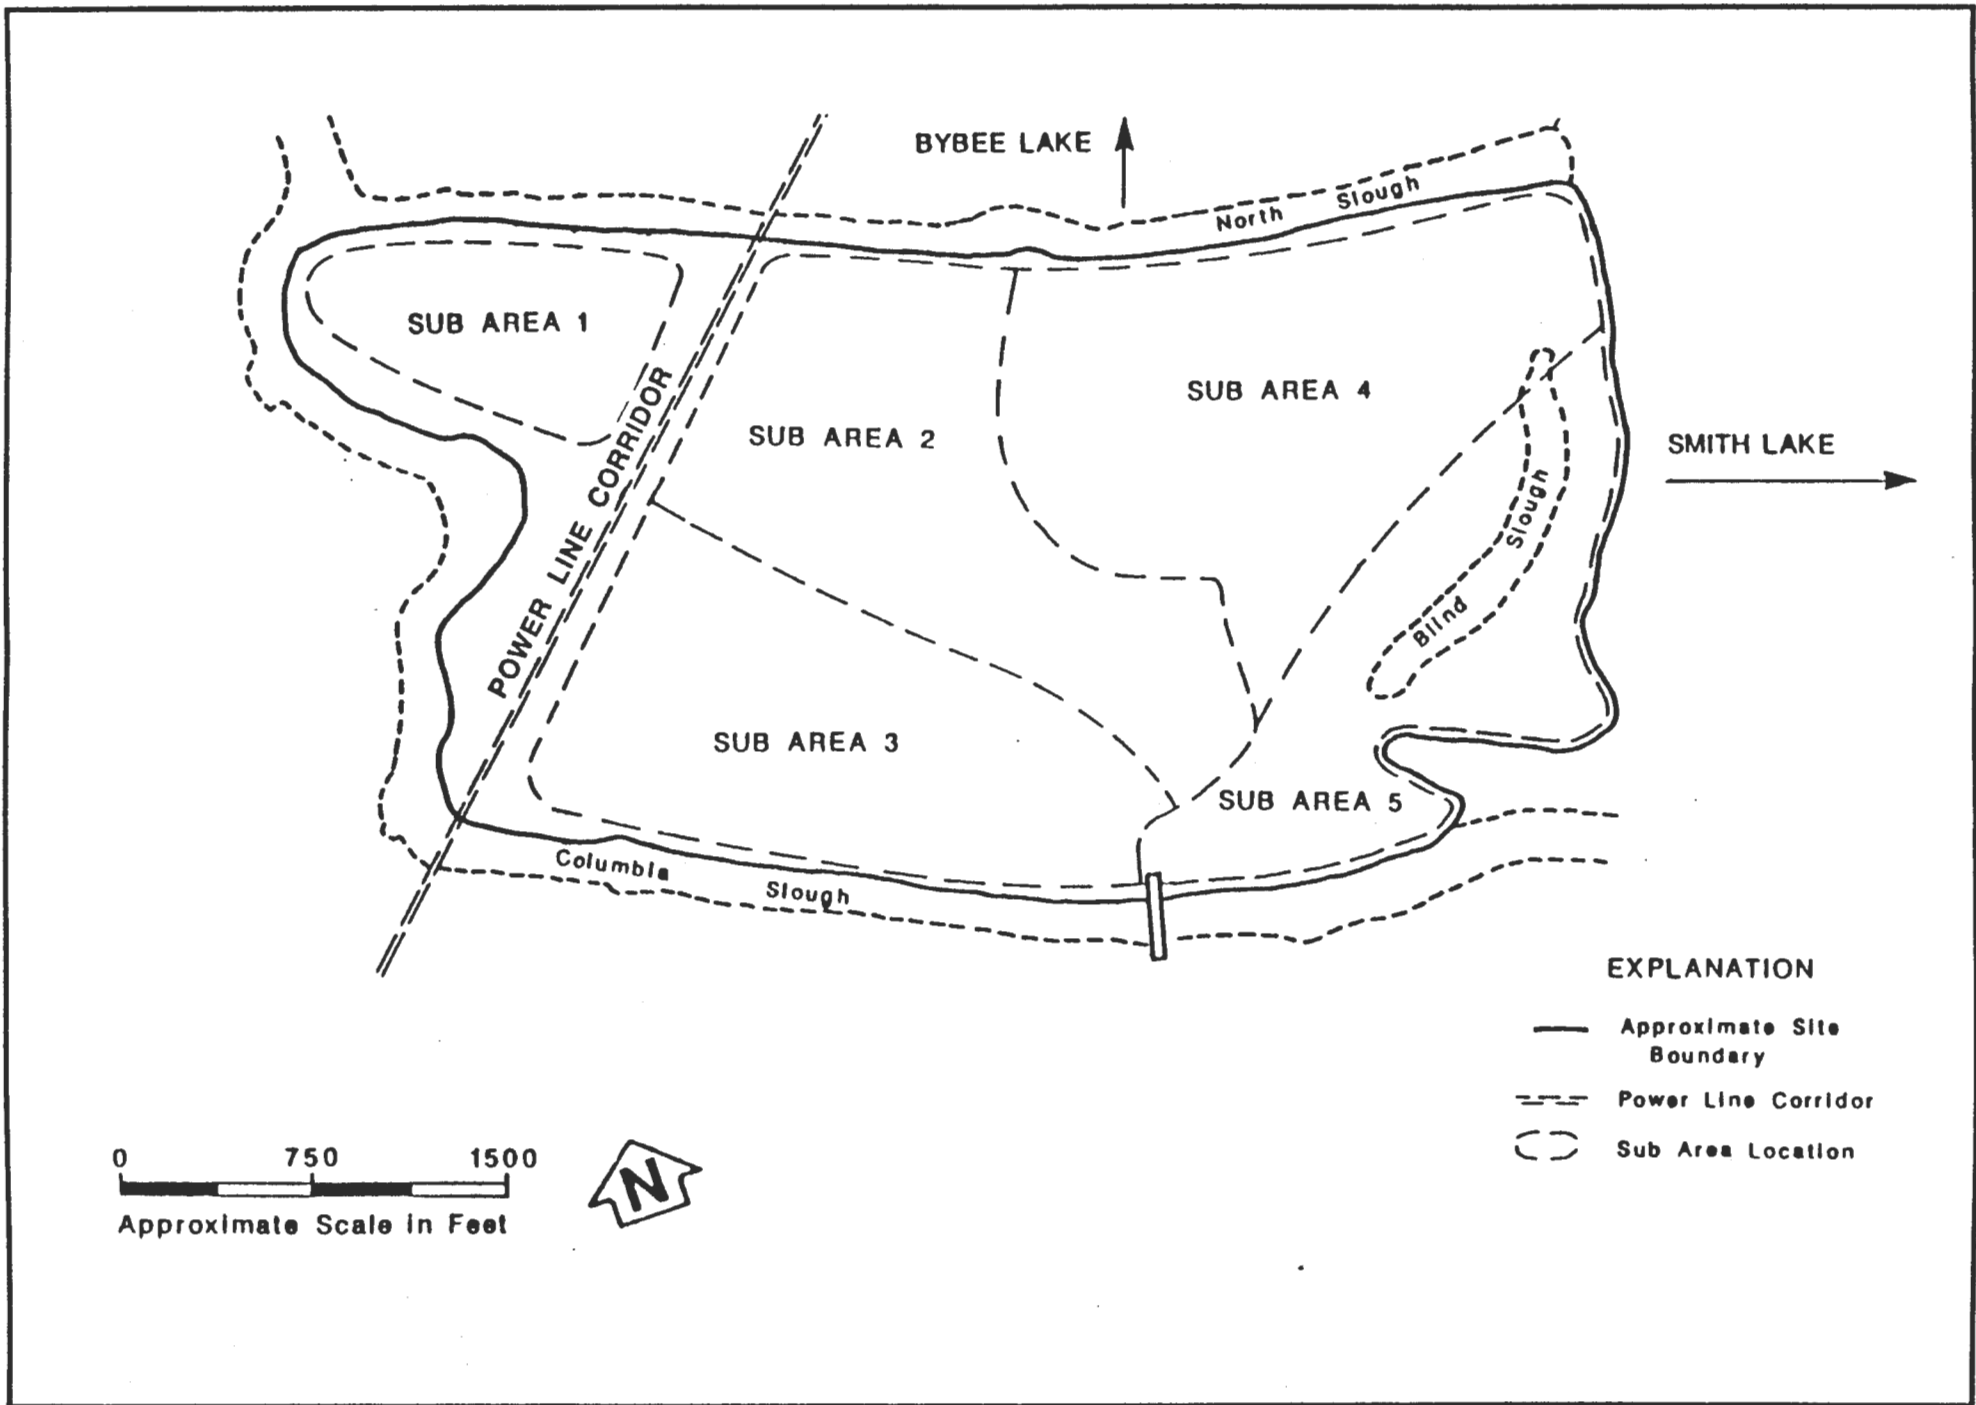 BYBEE LAKE
North Slough
SUB AREA 1
SUB AREA 4
SUB AREA 2
SMITH LAKE
POWER LINE CORRIDOR
Blind Slough
SUB AREA 3
SUB AREA 5
Columbia Slough
EXPLANATION
Approximate Site
Boundary
Power Line Corridor
Sub Area Location
0 750 1500
Approximate Scale in Feet
N